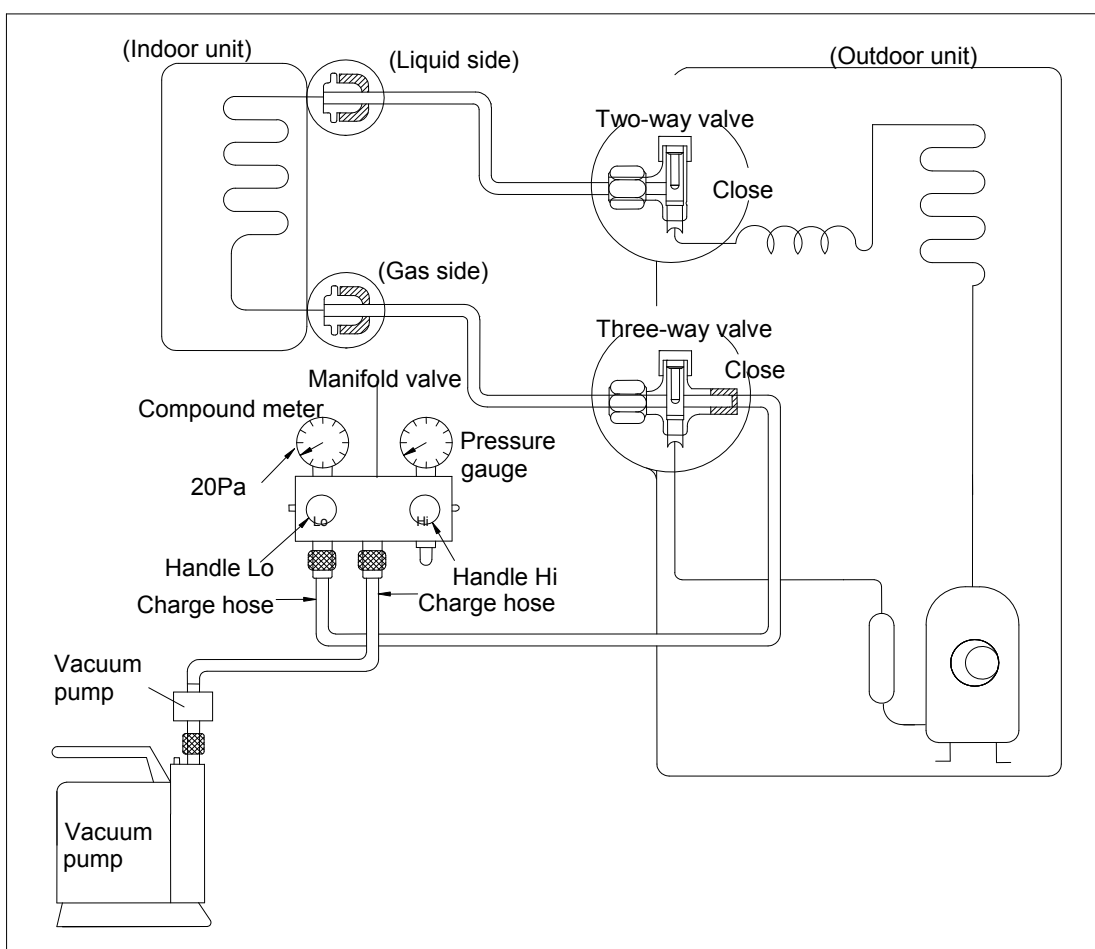 (Indoor unit)
(Liquid side)
(Outdoor unit)
Two-way valve
Close
(Gas side)
Three-way valve
Close
Manifold valve
Compound meter
Pressure
gauge
20Pa
Lo
Hi
Handle Lo
Handle Hi
Charge hose
Charge hose
Vacuum
pump
Vacuum
pump